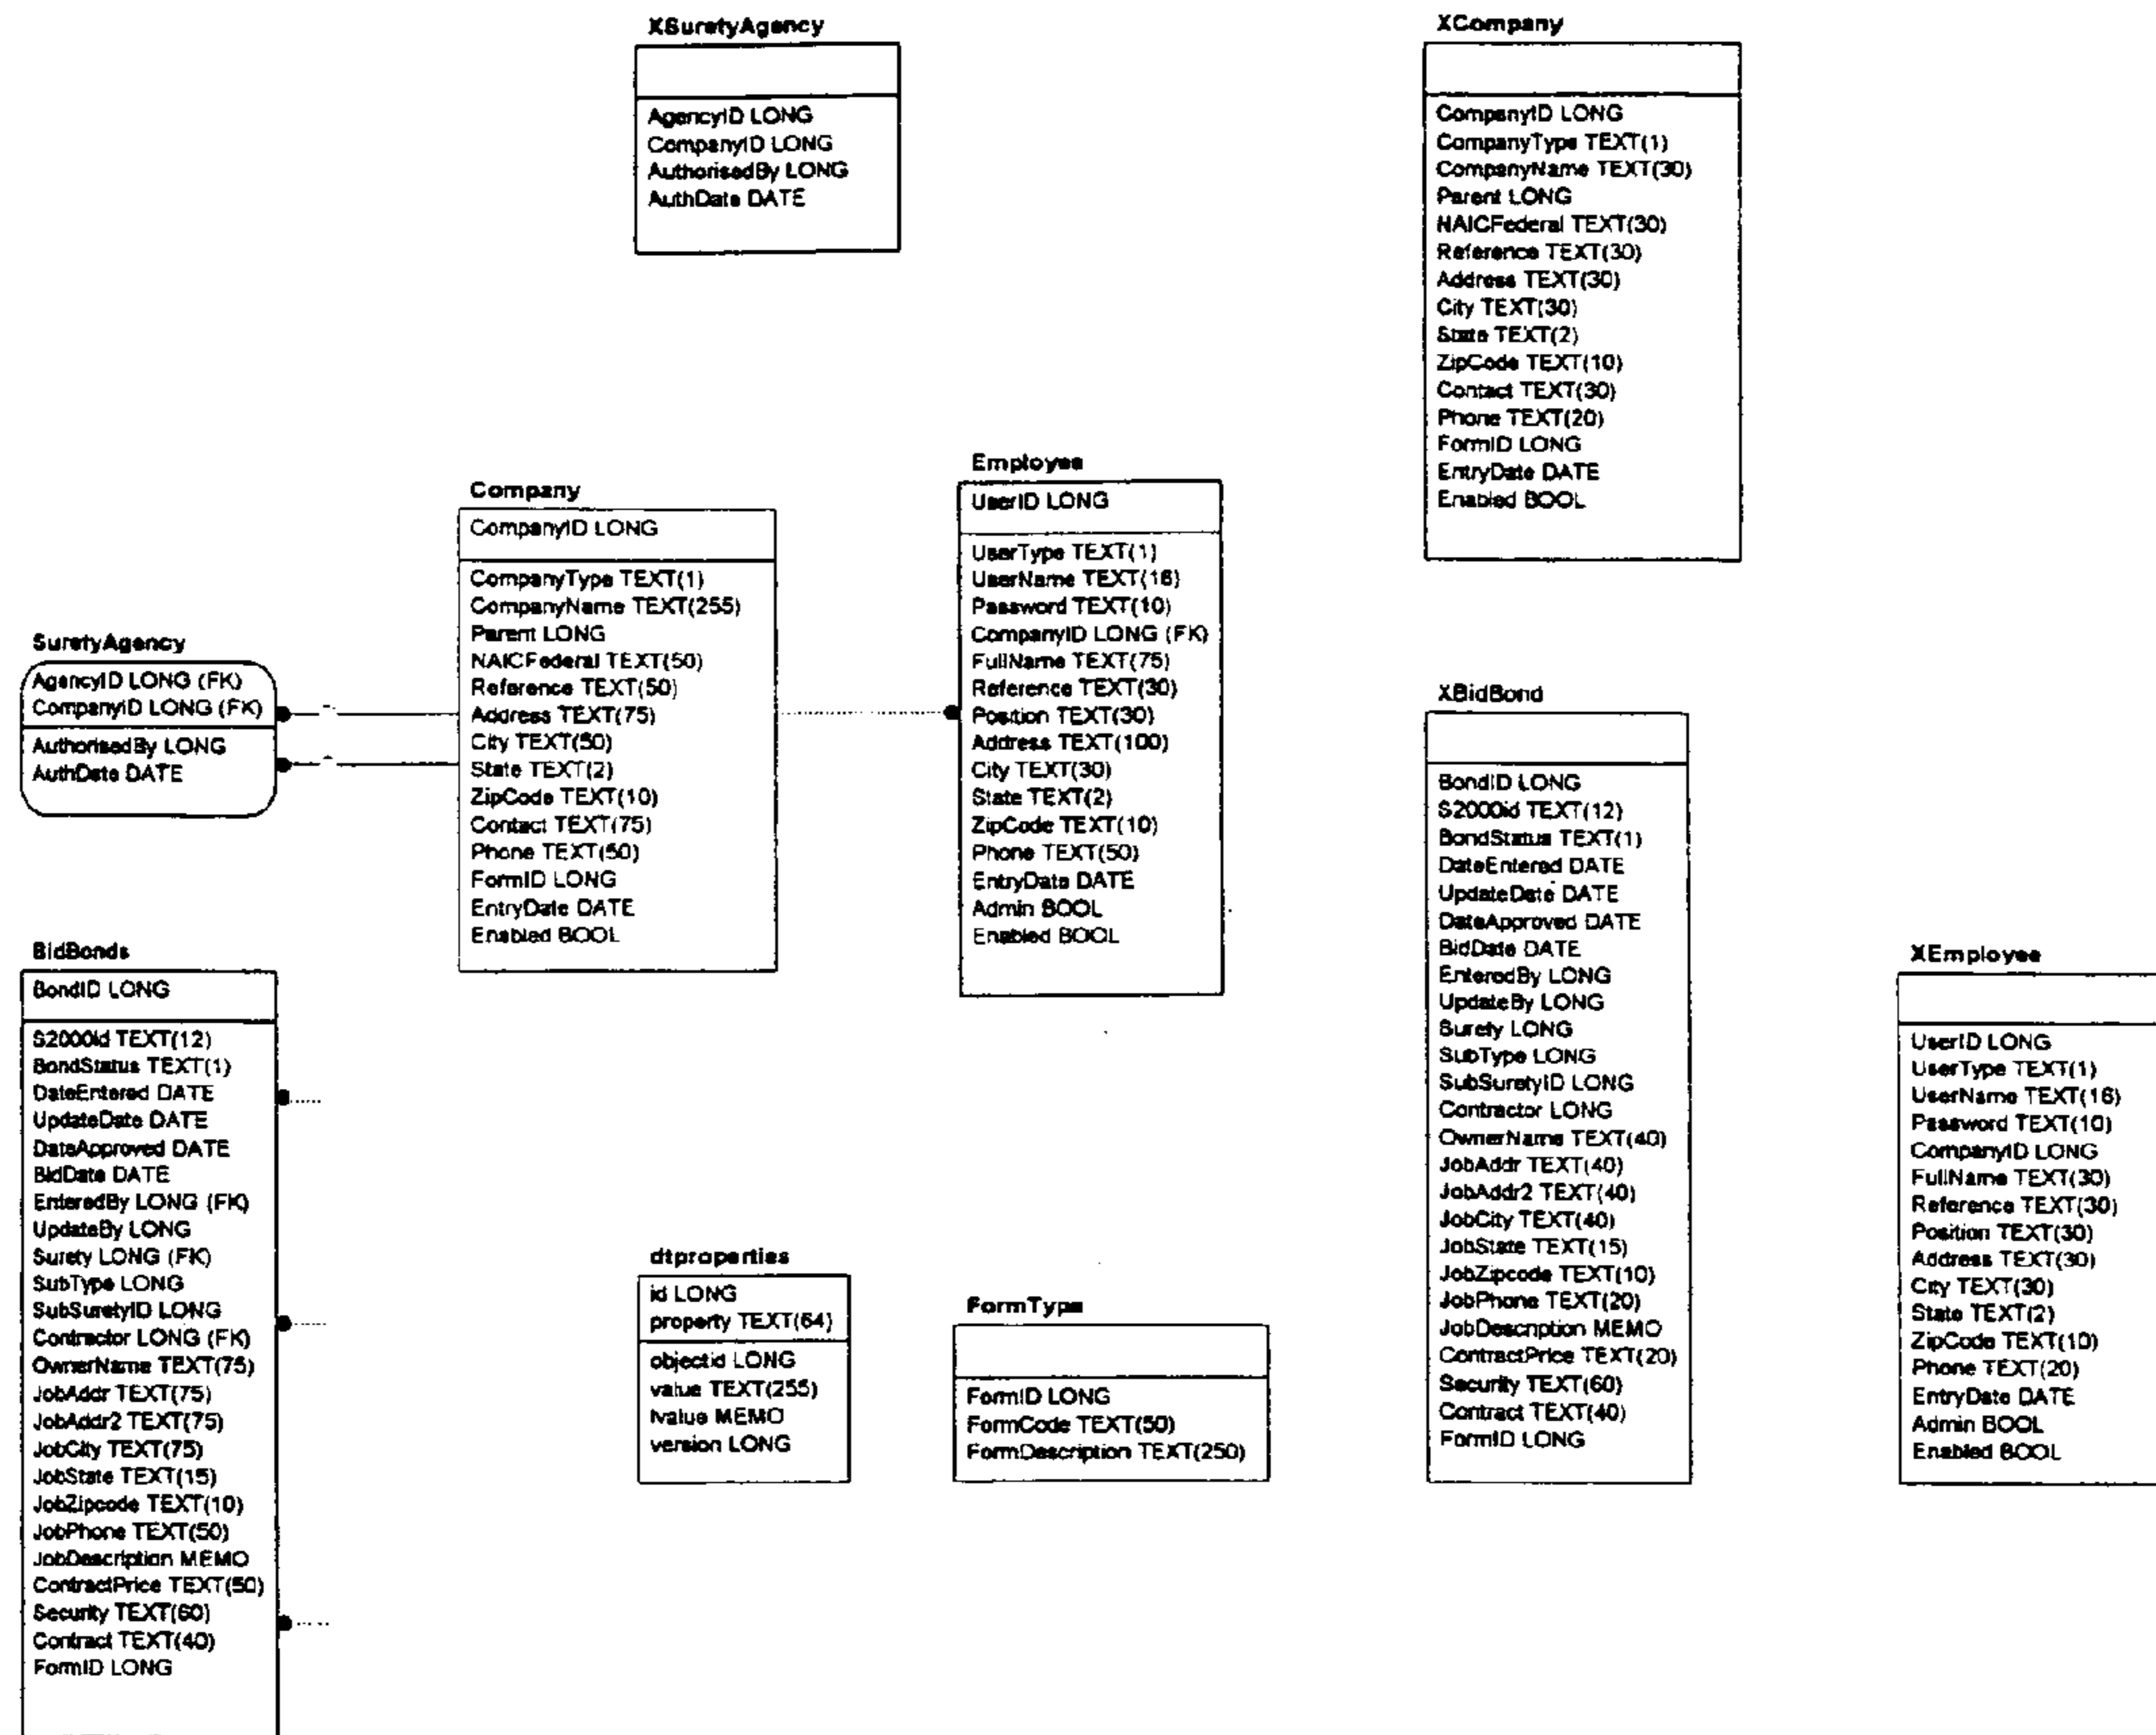 XSuretyAgency
AgencyID LONG
CompanyID LONG
AuthorisedBy LONG
AuthDate DATE
XCompany
CompanyID LONG
CompanyType TEXT(1)
CompanyName TEXT(30)
Parent LONG
NAICFederal TEXT(30)
Reference TEXT(30)
Address TEXT(30)
City TEXT(30)
State TEXT(2)
ZipCode TEXT(10)
Contact TEXT(30)
Phone TEXT(20)
FormID LONG
EntryDate DATE
Enabled BOOL
Company
CompanyID LONG
CompanyType TEXT(1)
CompanyName TEXT(255)
Parent LONG
NAICFederal TEXT(50)
Reference TEXT(50)
Address TEXT(75)
City TEXT(50)
State TEXT(2)
ZipCode TEXT(10)
Contact TEXT(75)
Phone TEXT(50)
FormID LONG
EntryDate DATE
Enabled BOOL
Employee
UserID LONG
UserType TEXT(1)
UserName TEXT(16)
Password TEXT(10)
CompanyID LONG (FK)
FullName TEXT(75)
Reference TEXT(30)
Position TEXT(30)
Address TEXT(100)
City TEXT(30)
State TEXT(2)
ZipCode TEXT(10)
Phone TEXT(50)
EntryDate DATE
Admin BOOL
Enabled BOOL
SuretyAgency
AgencyID LONG (FK)
CompanyID LONG (FK)
AuthorisedBy LONG
AuthDate DATE
BidBonds
BondID LONG
S2000id TEXT(12)
BondStatus TEXT(1)
DateEntered DATE
UpdateDate DATE
DateApproved DATE
BidDate DATE
EnteredBy LONG (FK)
UpdateBy LONG
Surety LONG (FK)
SubType LONG
SubSuretyID LONG
Contractor LONG (FK)
OwnerName TEXT(75)
JobAddr TEXT(75)
JobAddr2 TEXT(75)
JobCity TEXT(75)
JobState TEXT(15)
JobZipcode TEXT(10)
JobPhone TEXT(50)
JobDescription MEMO
ContractPrice TEXT(50)
Security TEXT(60)
Contract TEXT(40)
FormID LONG
dtproperties
id LONG
property TEXT(64)
objectid LONG
value TEXT(255)
lvalue MEMO
version LONG
FormType
FormID LONG
FormCode TEXT(50)
FormDescription TEXT(250)
XBidBond
BondID LONG
S2000id TEXT(12)
BondStatus TEXT(1)
DateEntered DATE
UpdateDate DATE
DateApproved DATE
BidDate DATE
EnteredBy LONG
UpdateBy LONG
Surety LONG
SubType LONG
SubSuretyID LONG
Contractor LONG
OwnerName TEXT(40)
JobAddr TEXT(40)
JobAddr2 TEXT(40)
JobCity TEXT(40)
JobState TEXT(15)
JobZipcode TEXT(10)
JobPhone TEXT(20)
JobDescription MEMO
ContractPrice TEXT(20)
Security TEXT(60)
Contract TEXT(40)
FormID LONG
XEmployee
UserID LONG
UserType TEXT(1)
UserName TEXT(16)
Password TEXT(10)
CompanyID LONG
FullName TEXT(30)
Reference TEXT(30)
Position TEXT(30)
Address TEXT(30)
City TEXT(30)
State TEXT(2)
ZipCode TEXT(10)
Phone TEXT(20)
EntryDate DATE
Admin BOOL
Enabled BOOL